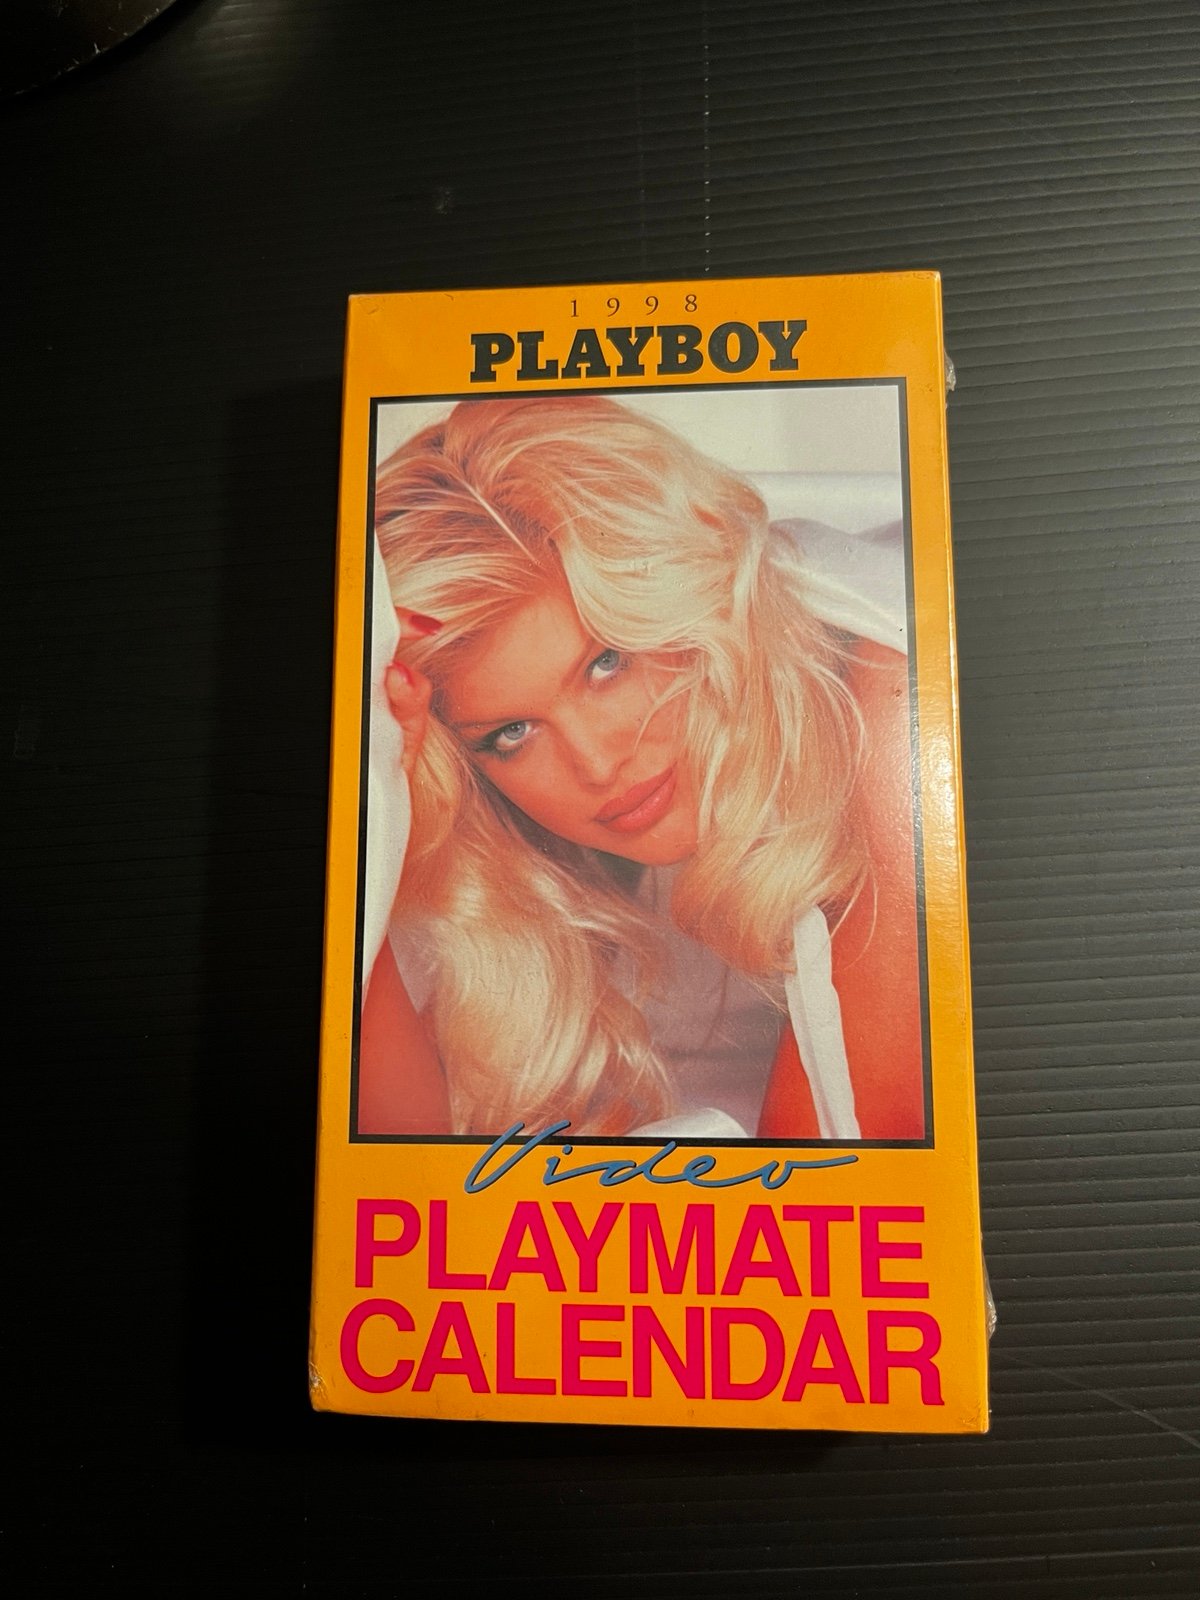 1998
PLAYBOY
Video
PLAYMATE
CALENDAR